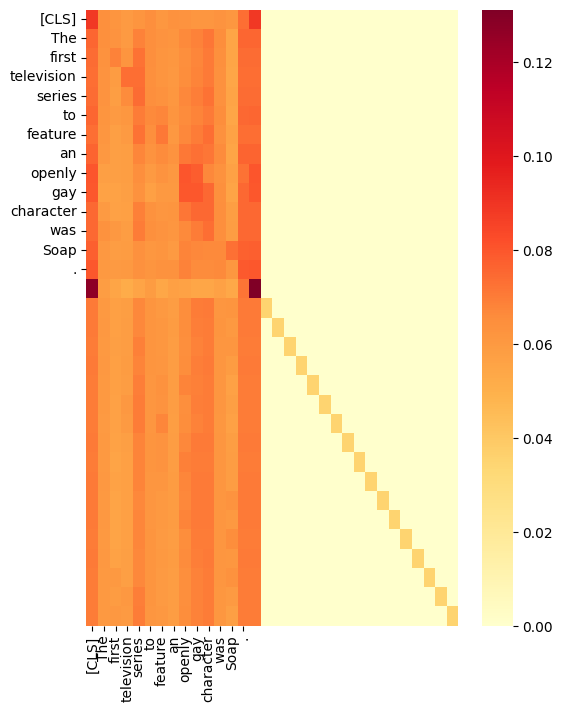 [CLS]
The
first
television
series
to
feature
an
openly
gay
character
was
Soap
.
0.12
0.10
0.08
0.06
0.04
0.02
0.00
[CLS]
The
first
television
series
to
feature
an
openly
gay
character
was
Soap
.